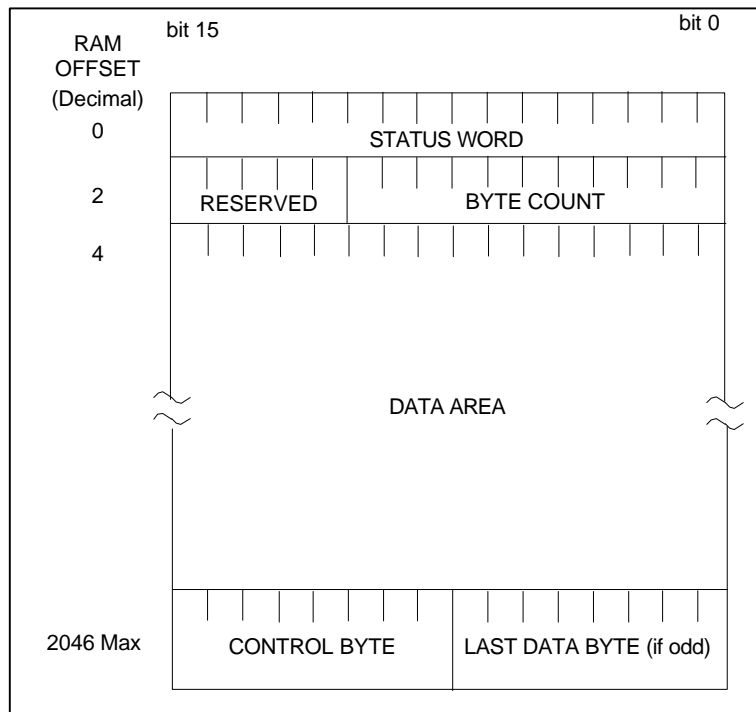 bit 15 bit 0
RAM
OFFSET
(Decimal)
0 STATUS WORD
2 RESERVED BYTE COUNT
4
DATA AREA
2046 Max CONTROL BYTE LAST DATA BYTE (if odd)